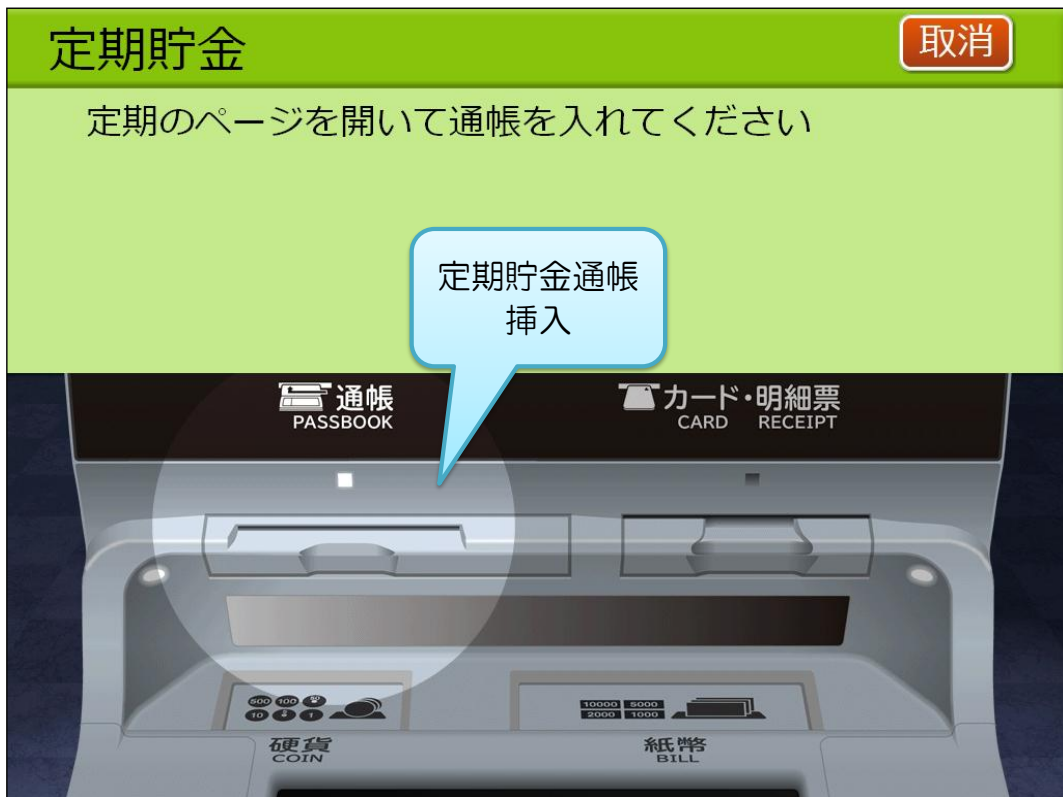 定期貯金
取消
定期のページを開いて通帳を入れてください
定期貯金通帳
挿入
通帳
PASSBOOK
カード・明細票
CARD RECEIPT
500 100 50
10 5 1
10000 5000
2000 1000
硬貨
COIN
紙幣
BILL